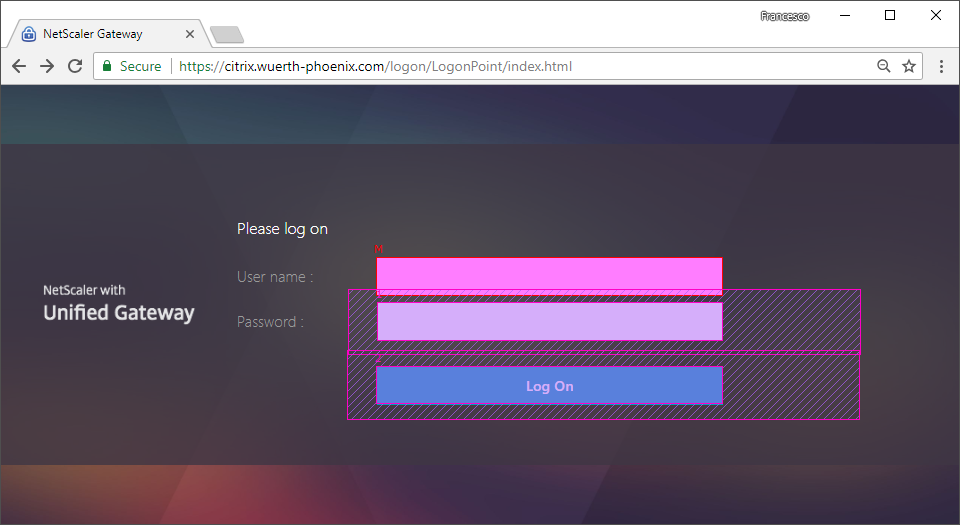 Francesco
NetScaler Gateway
Secure
https://citrix.wuerth-phoenix.com/logon/LogonPoint/index.html
Please log on
M
User name :
NetScaler with
Unified Gateway
Password :
Log On